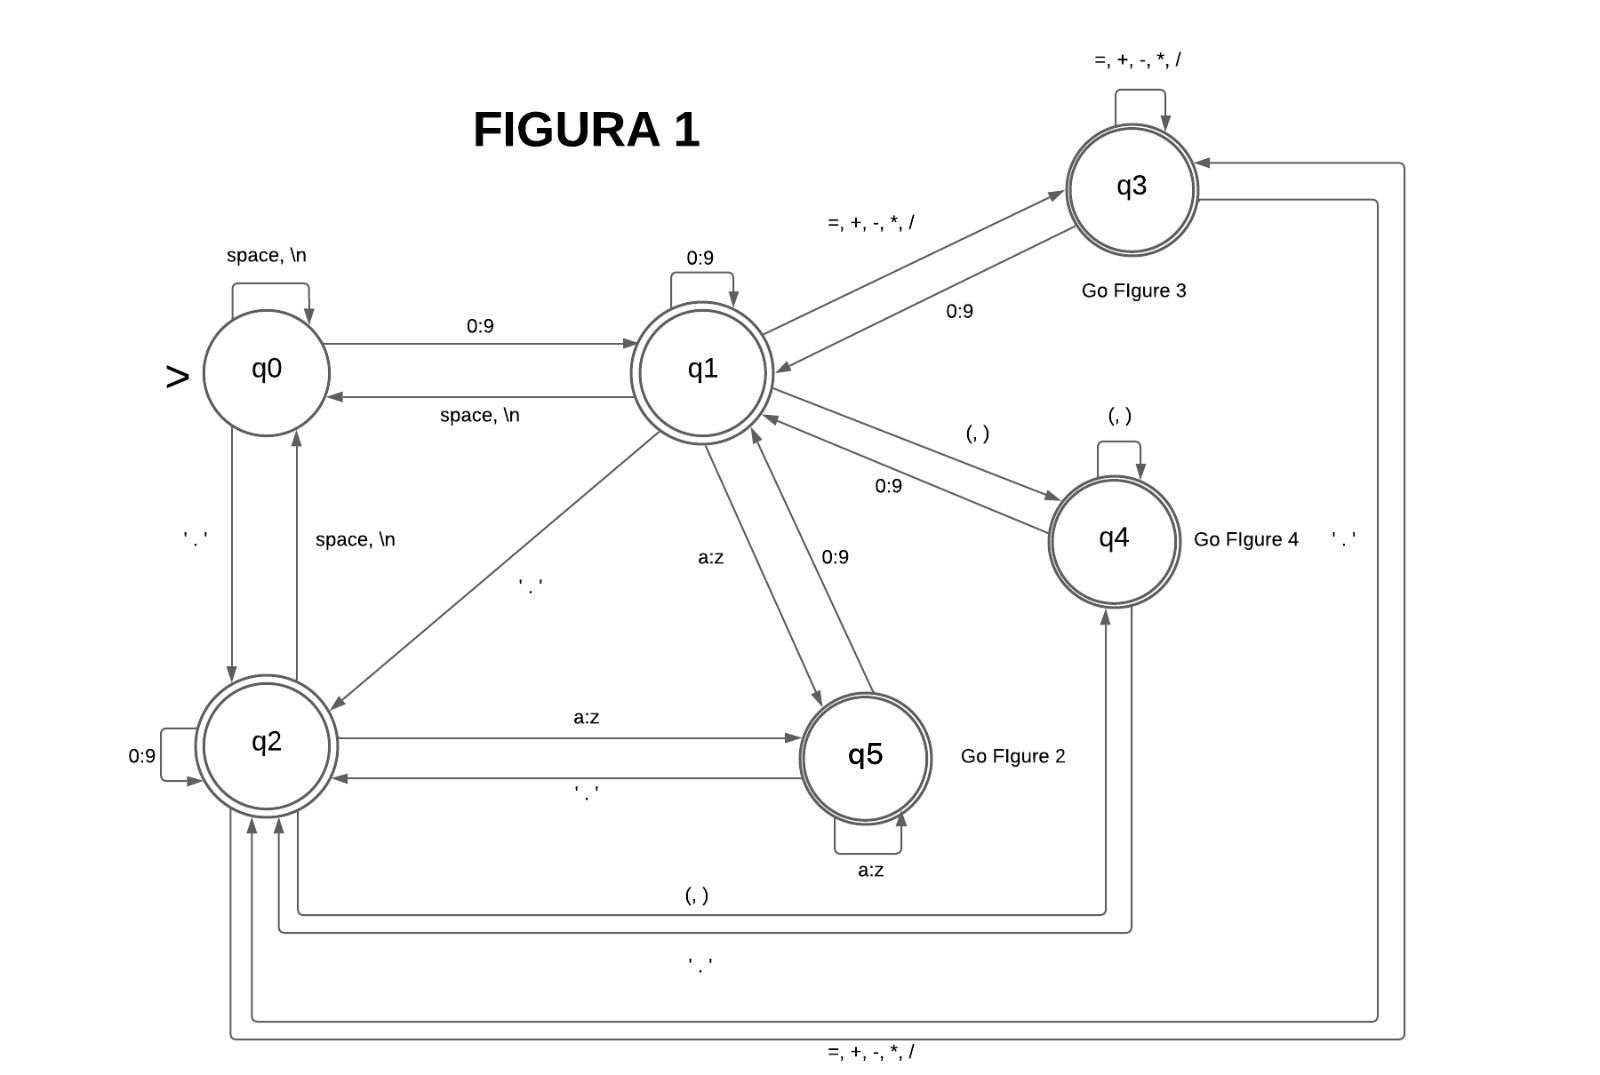 =, +, -, *, /
FIGURA 1
q3
=, +, -, *, /
space, \n
0:9
Go FIgure 3
0:9
0:9
q0
q1
>
space, \n
(, )
(, )
0:9
' . '
space, \n
q4
Go FIgure 4
' . '
a:z
0:9
' . '
a:z
q2
q5
0:9
Go FIgure 2
' . '
a:z
(, )
' . '
=, +, -, *, /